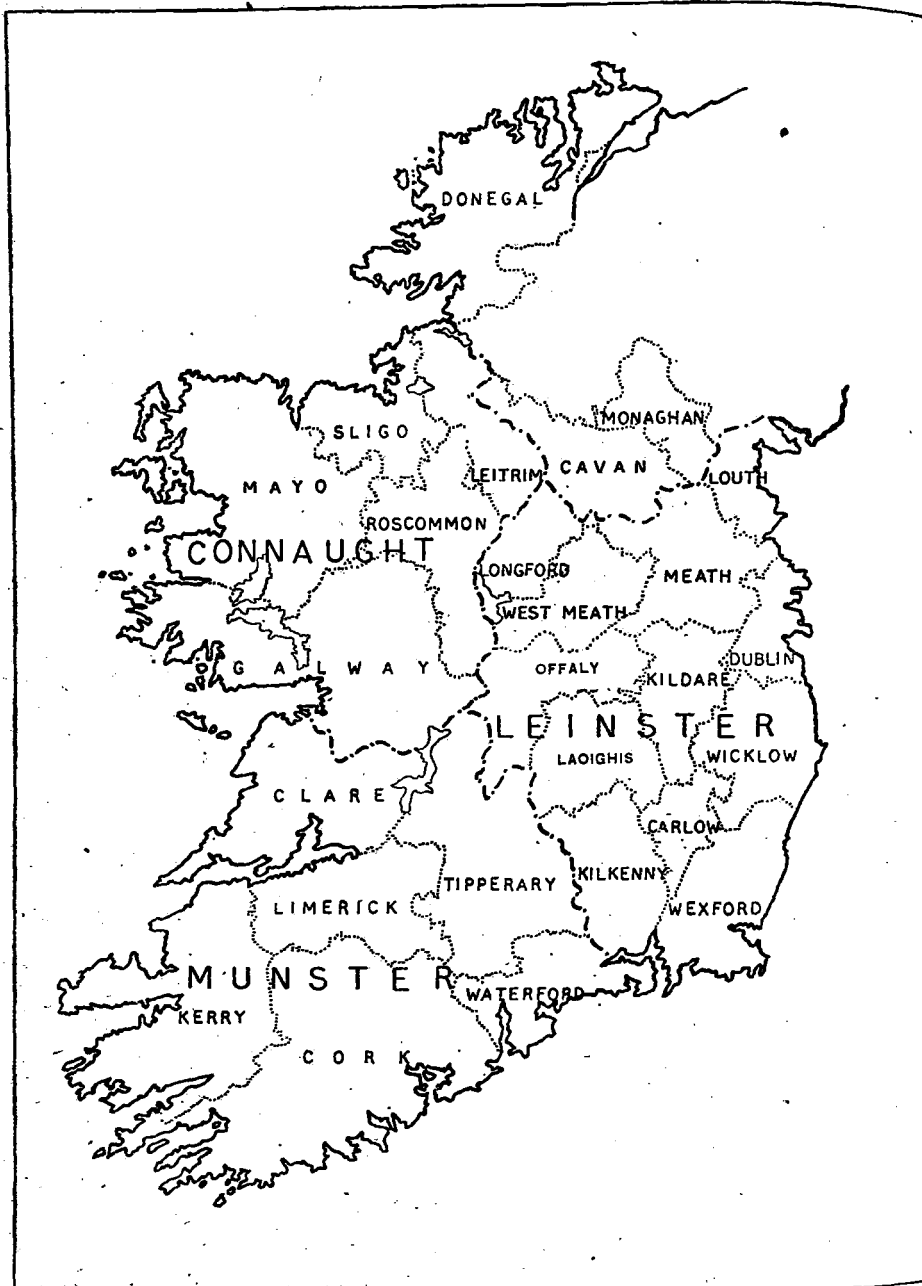 DONEGAL
MONAGHAN
SLIGO
CAVAN
LEITRIM
LOUTH
MAYO
ROSCOMMON
CONNAUGHT
LONGFORD
MEATH
WEST MEATH
GALWAY
OFFALY
DUBLIN
KILDARE
LEINSTER
LAOIGHIS
WICKLOW
CLARE
CARLOW
KILKENNY
TIPPERARY
LIMERICK
WEXFORD
MUNSTER
WATERFORD
KERRY
CORK